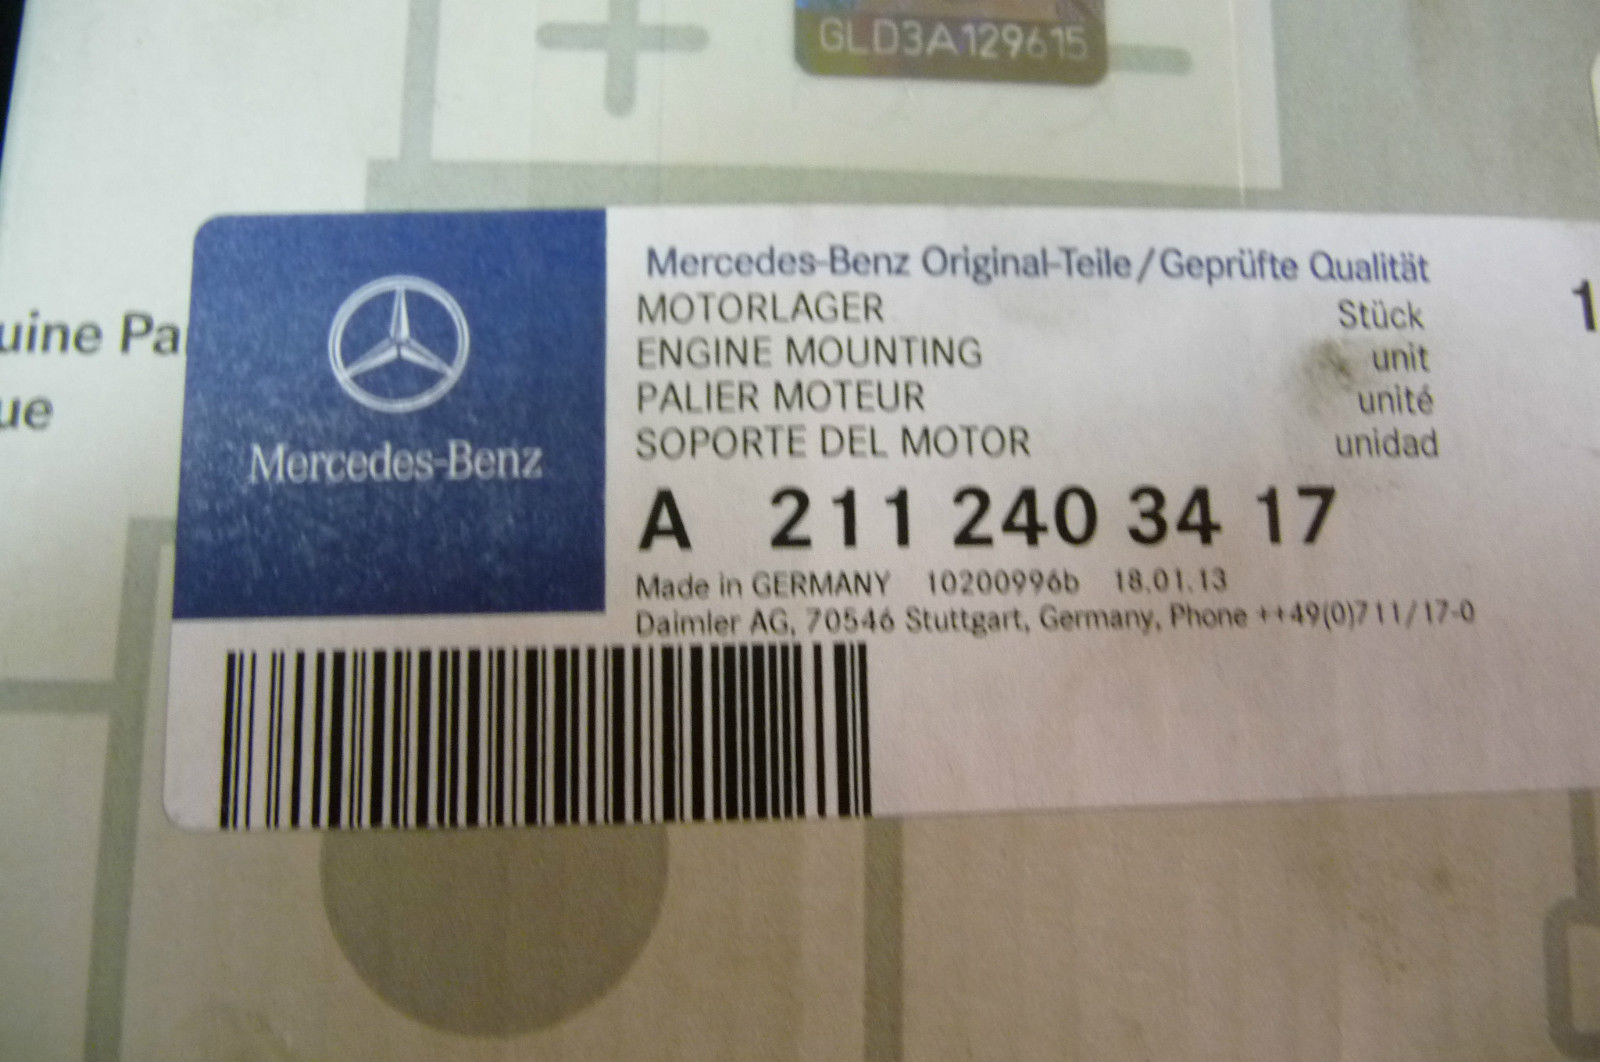 GLD3A129615
uine Pa
ue
Mercedes-Benz
Mercedes-Benz Original-Teile/Geprüfte Qualität
MOTORLAGER Stück 1
ENGINE MOUNTING unit
PALIER MOTEUR unité
SOPORTE DEL MOTOR unidad
A 211 240 34 17
Made in GERMANY 10200996b 18.01.13
Daimler AG, 70546 Stuttgart, Germany, Phone ++49(0)711/17-0